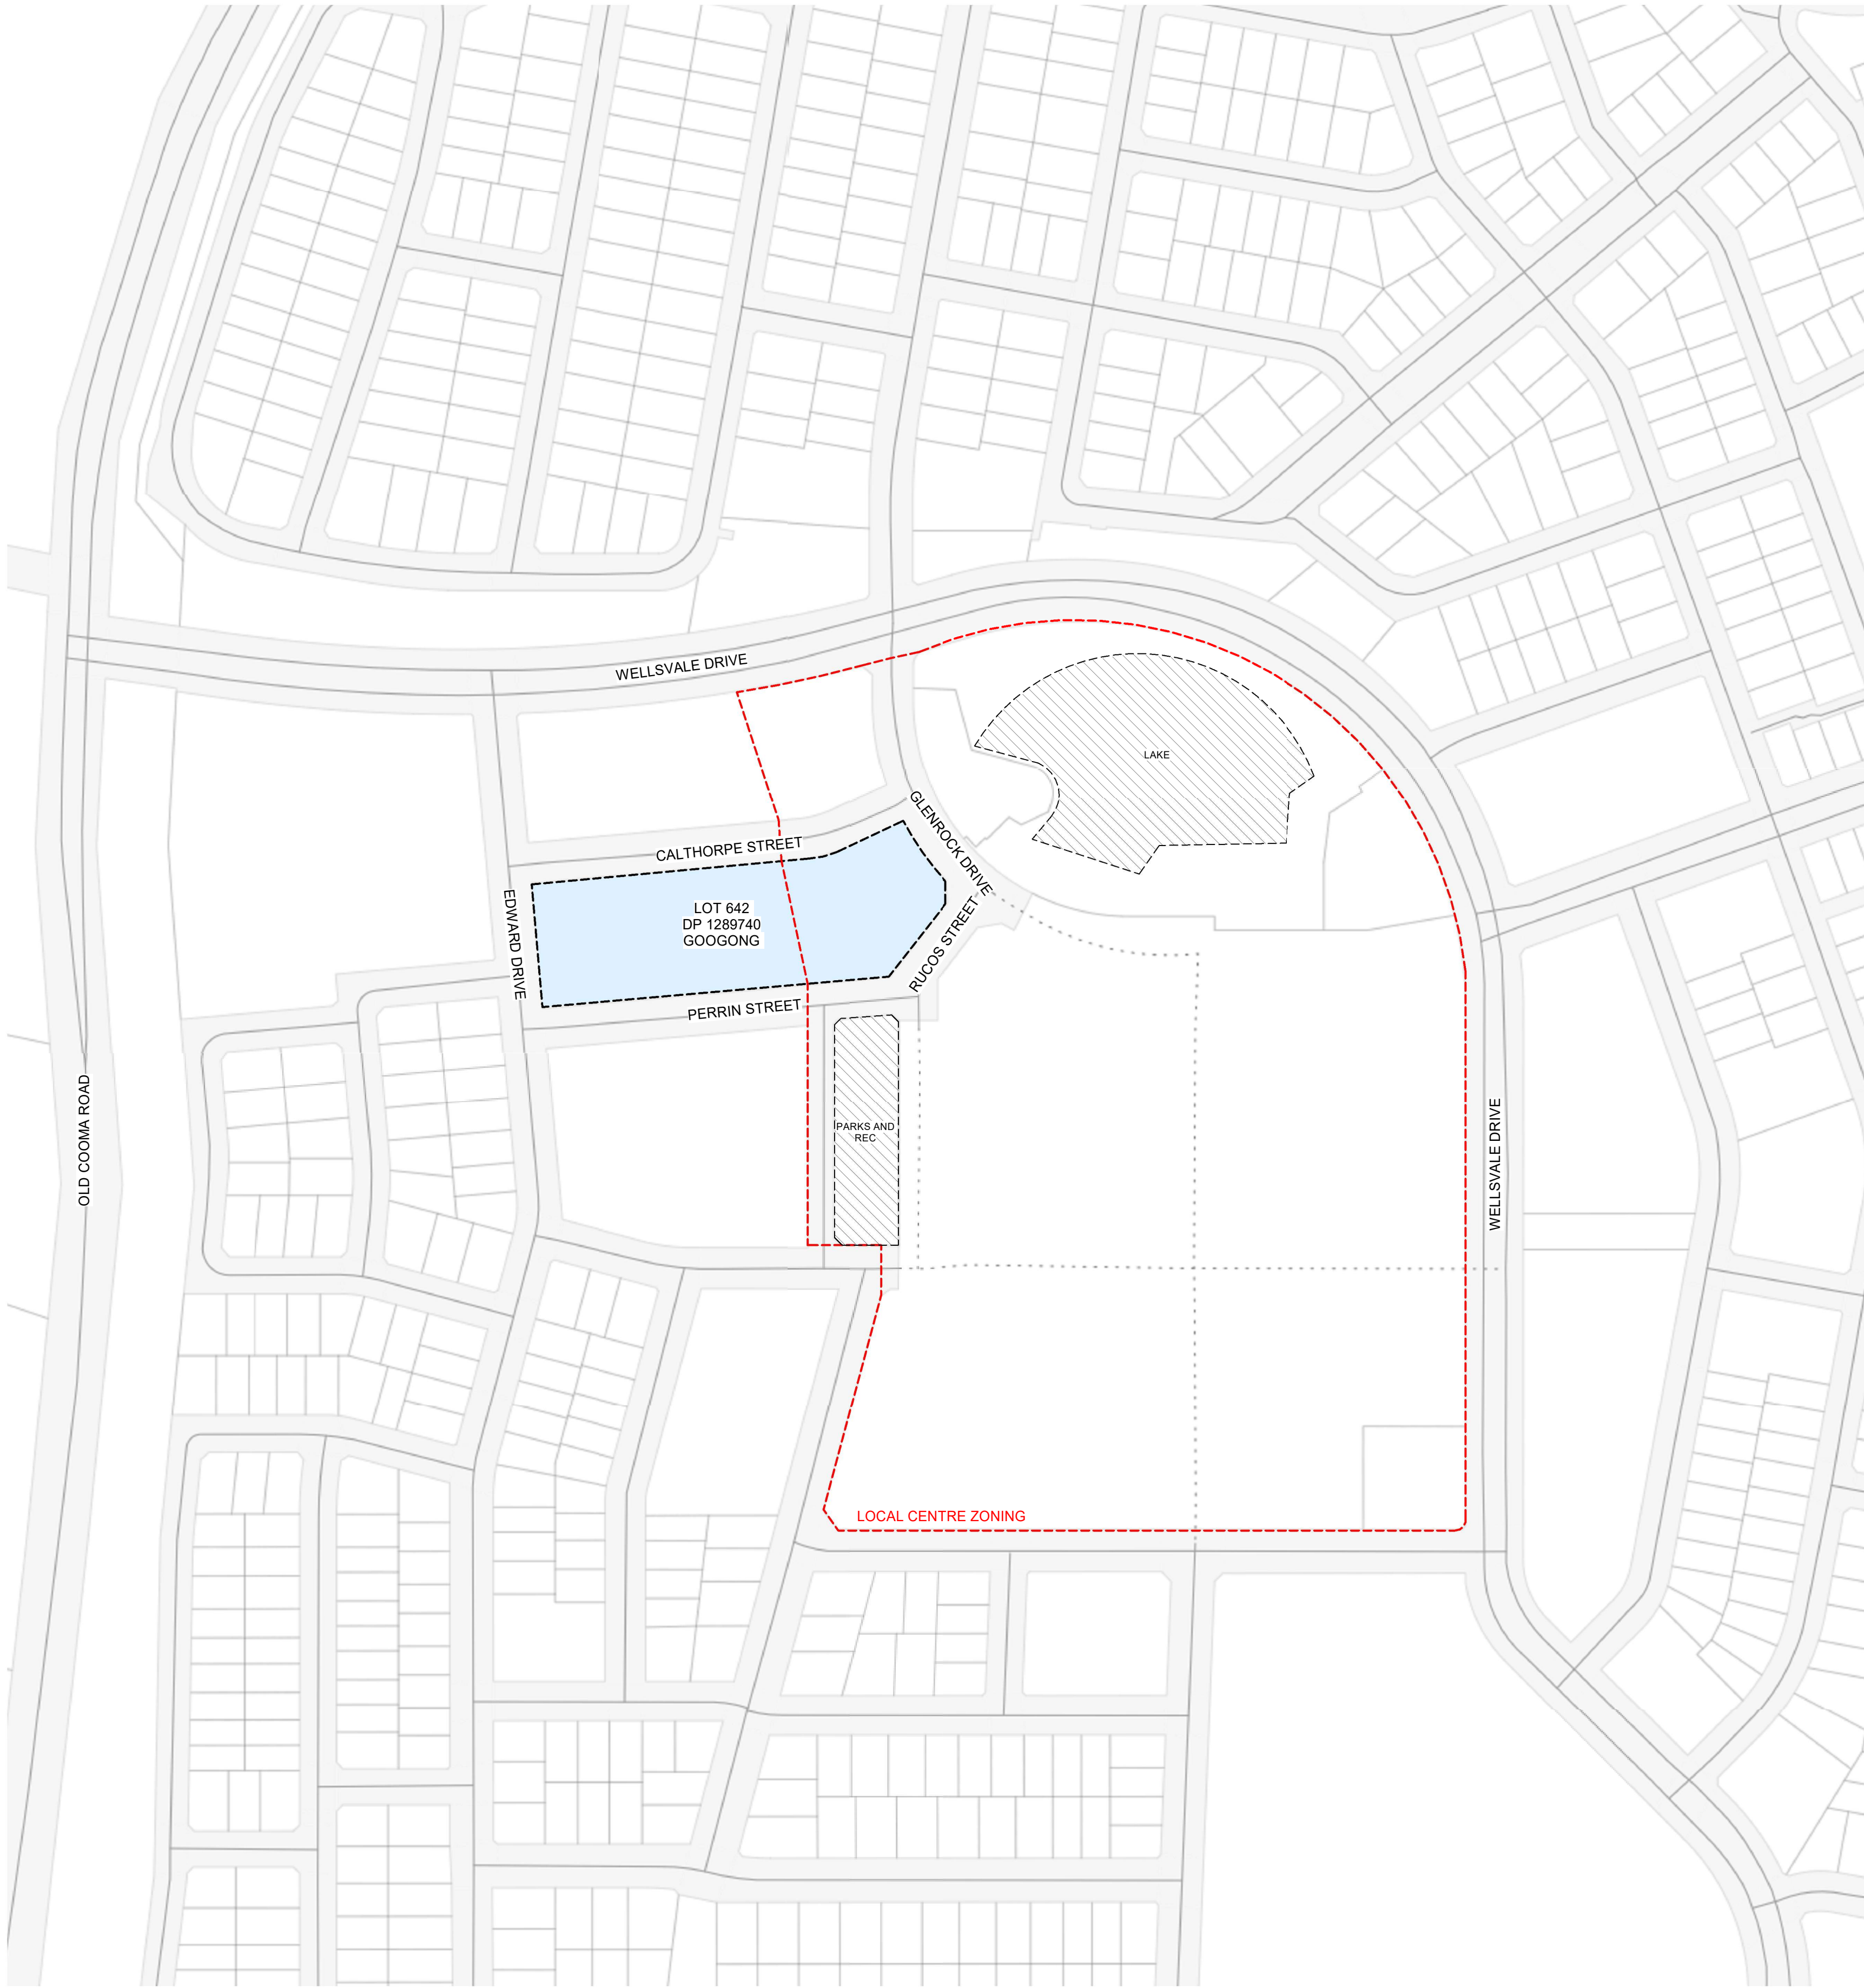 WELLSVALE DRIVE
LAKE
GLENROCK DRIVE
CALTHORPE STREET
EDWARD DRIVE
LOT 642
DP 1289740
GOOGONG
RUCOS STREET
PERRIN STREET
OLD COOMA ROAD
PARKS AND
REC
WELLSVALE DRIVE
LOCAL CENTRE ZONING